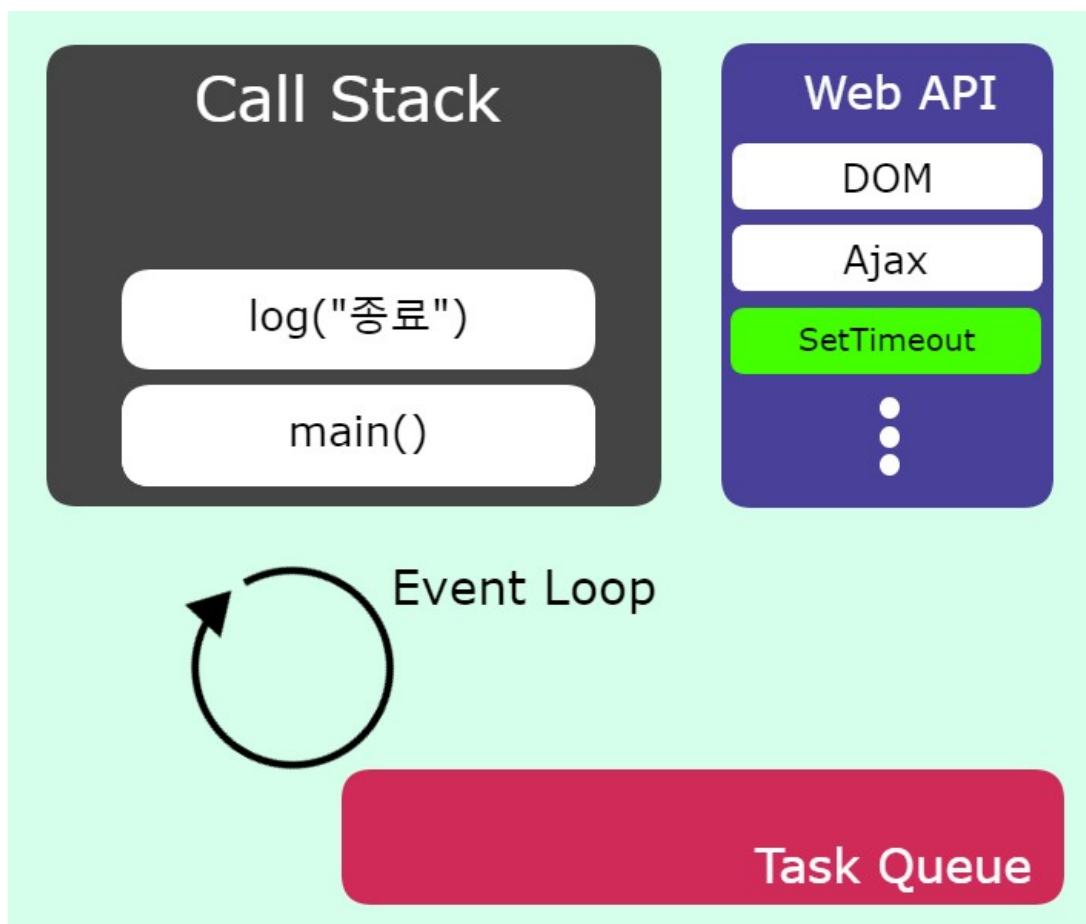 Call Stack
log("종료")
main()
Web API
DOM
Ajax
SetTimeout
Event Loop
Task Queue